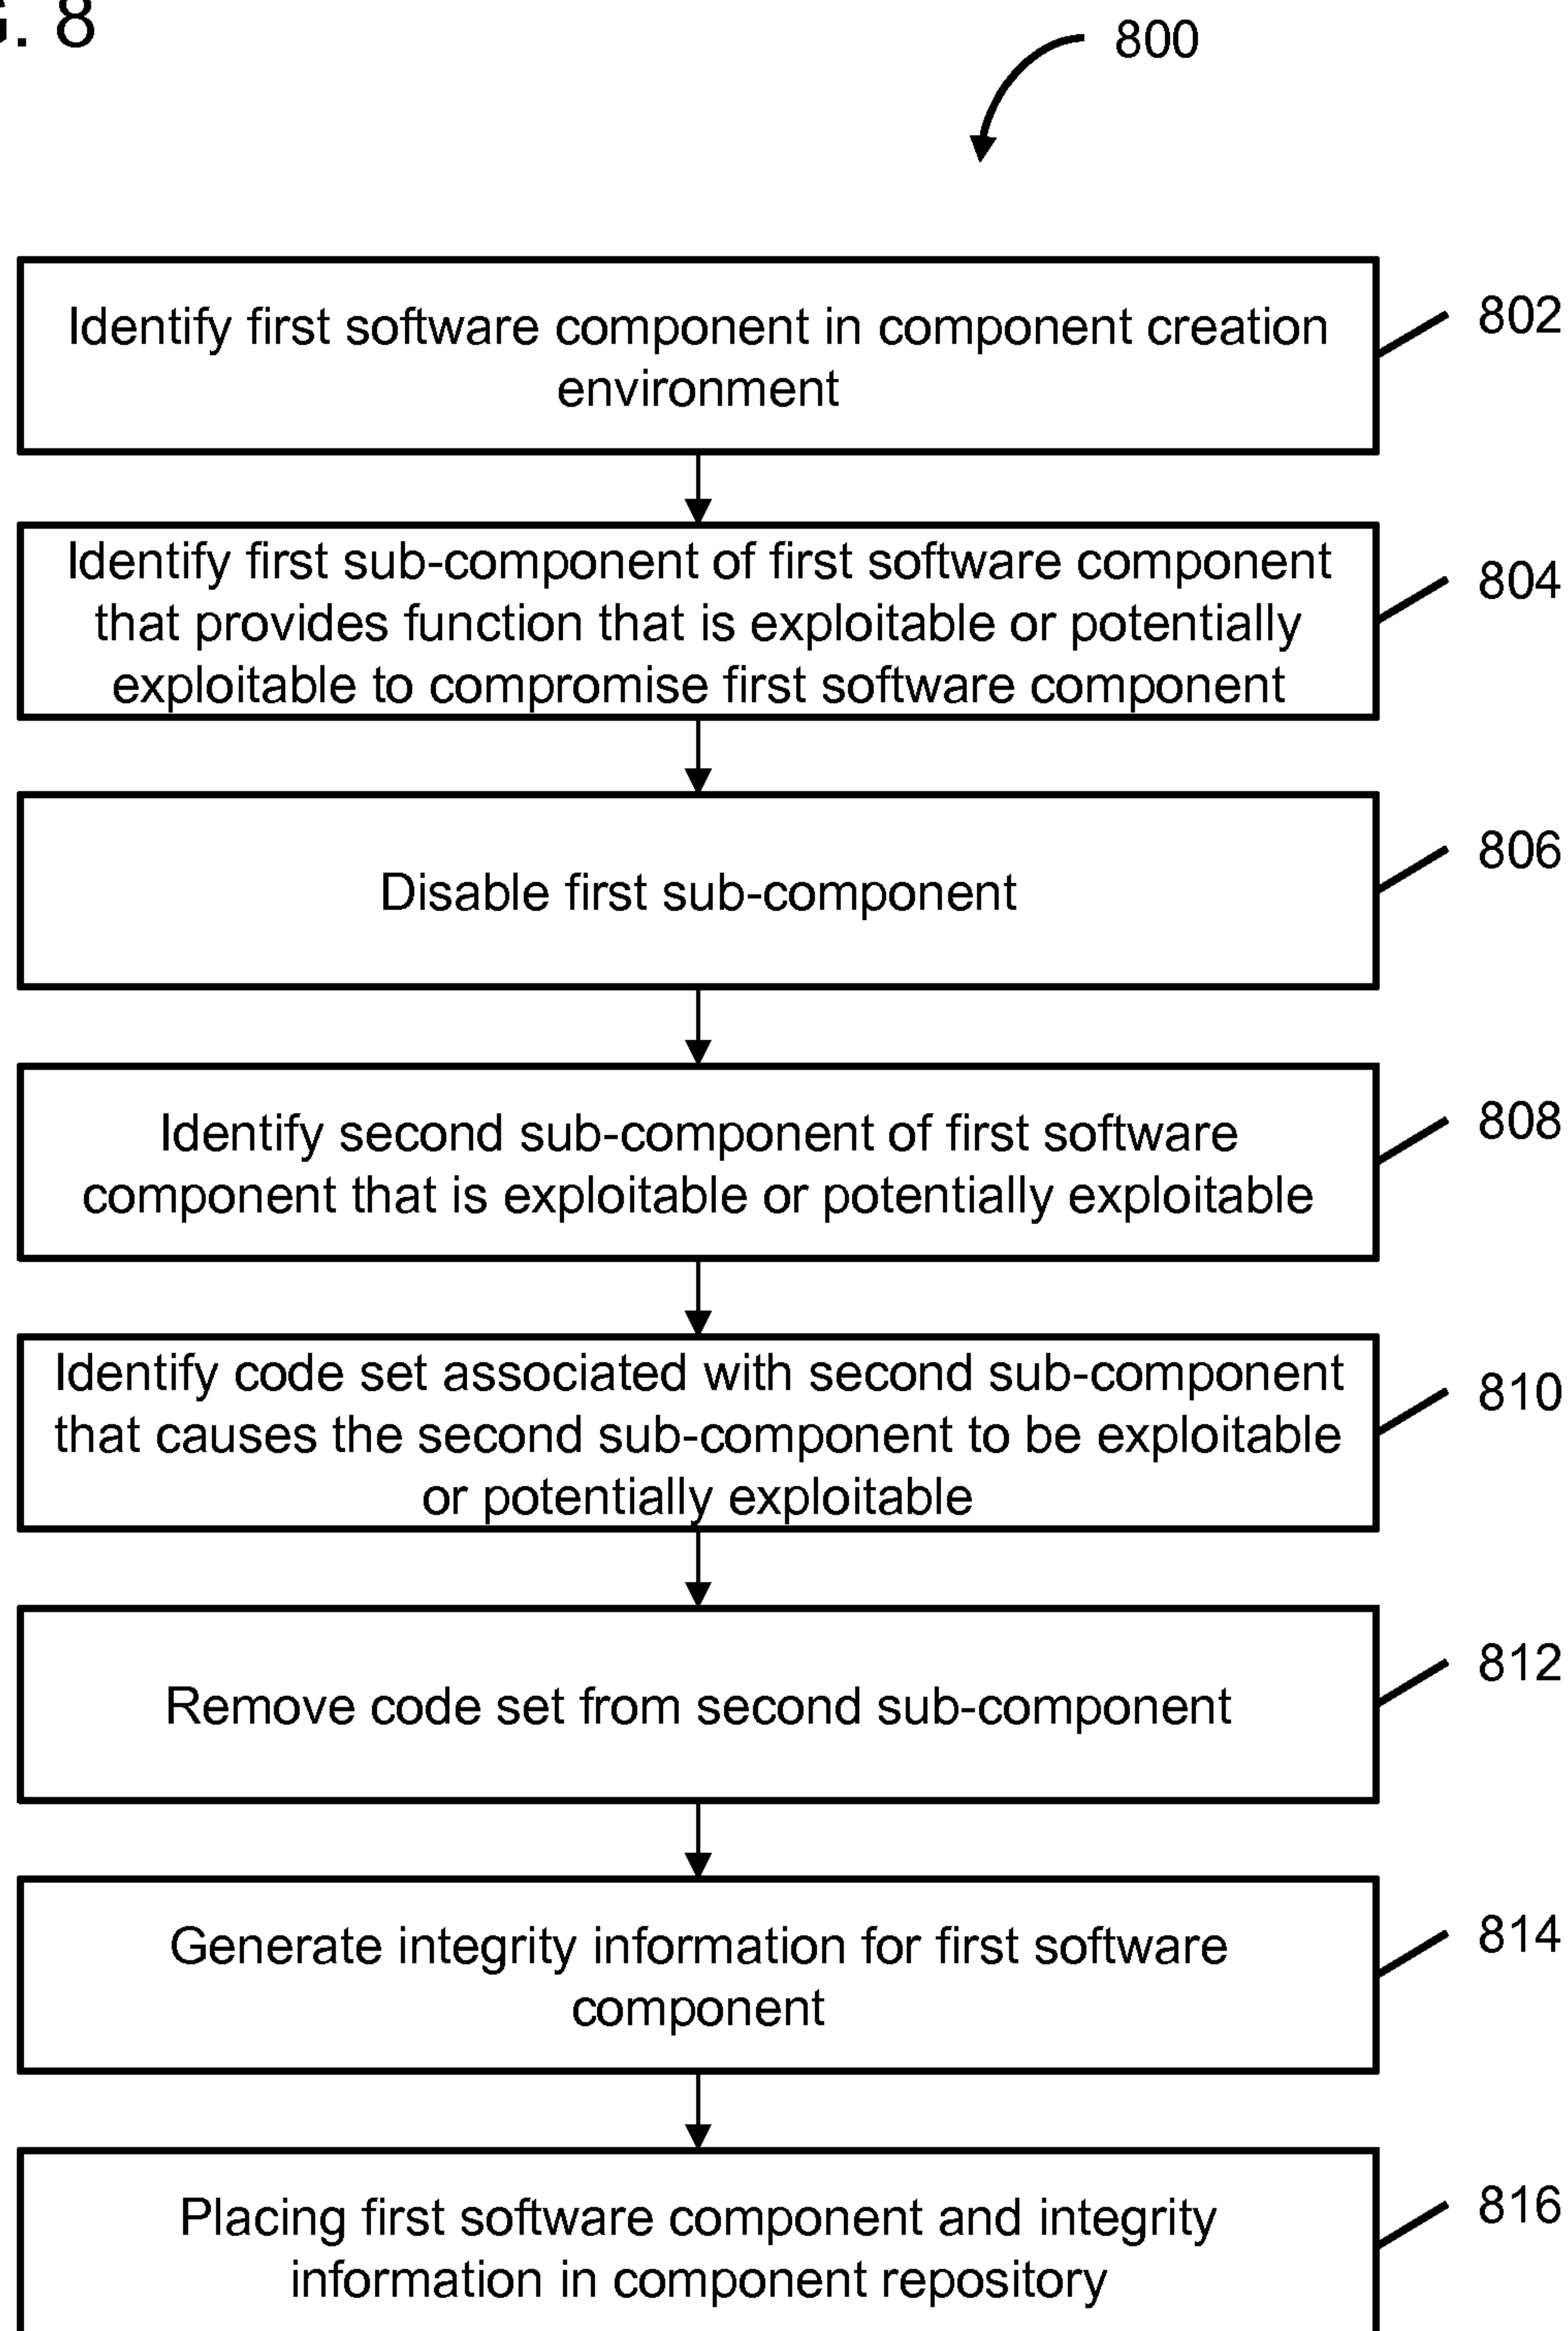 . 8
800
Identify first software component in component creation
environment
802
Identify first sub-component of first software component
that provides function that is exploitable or potentially
exploitable to compromise first software component
804
Disable first sub-component
806
Identify second sub-component of first software
component that is exploitable or potentially exploitable
808
Identify code set associated with second sub-component
that causes the second sub-component to be exploitable
or potentially exploitable
810
Remove code set from second sub-component
812
Generate integrity information for first software
component
814
Placing first software component and integrity
information in component repository
816